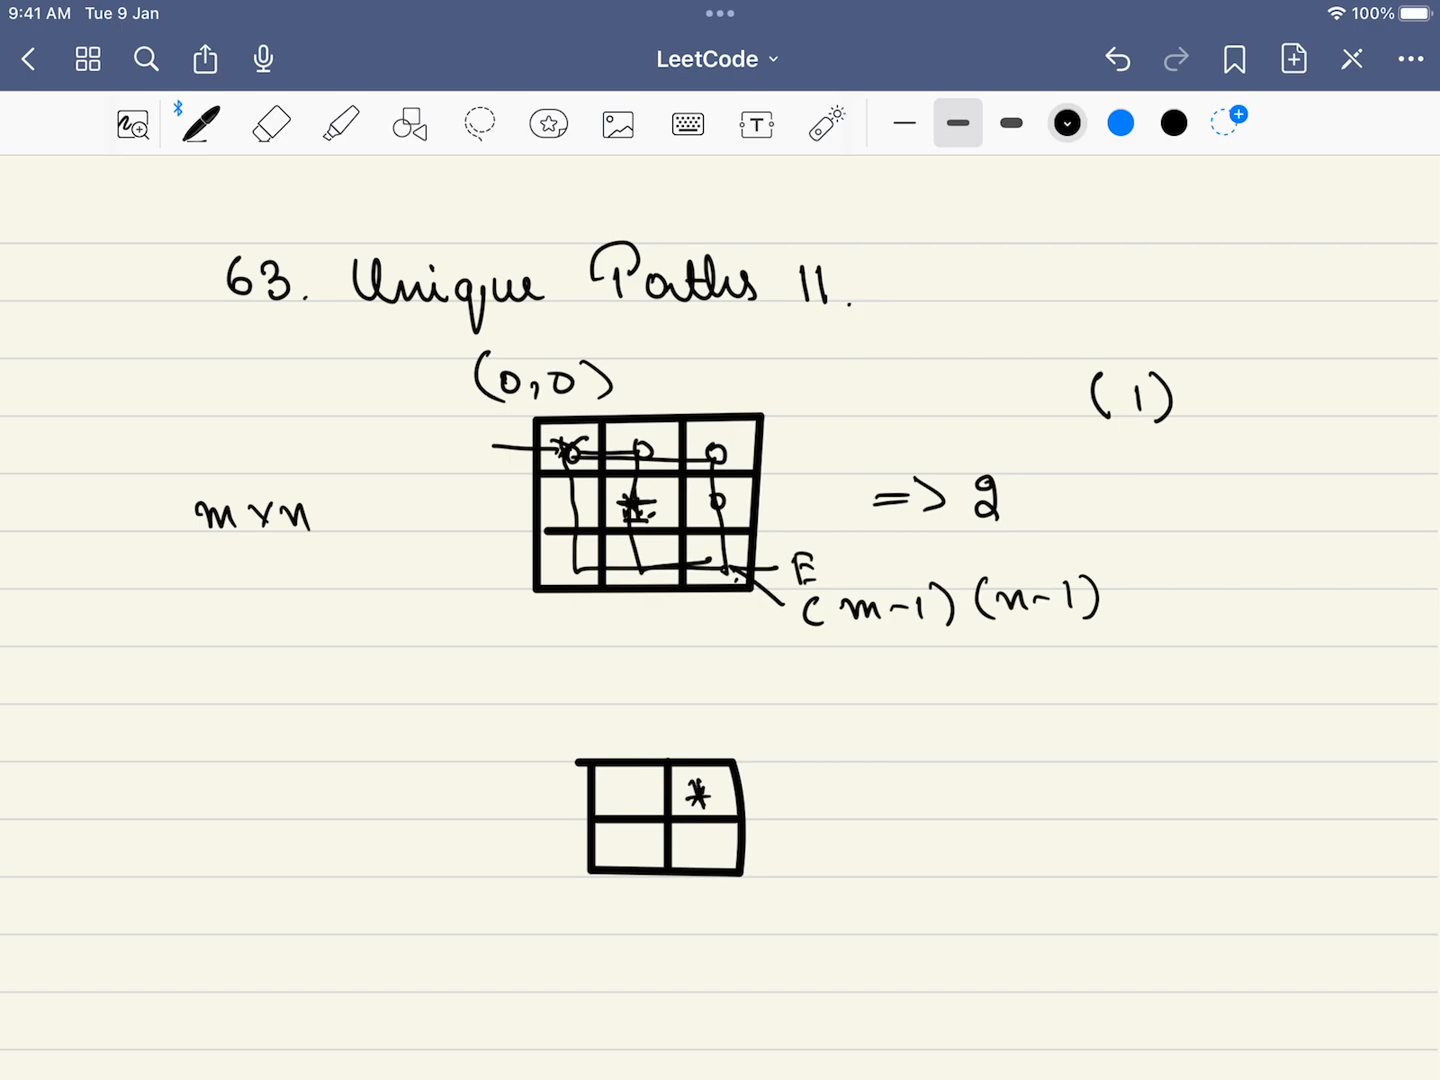 9:41 AM Tue 9 Jan
100%
LeetCode
T
63. Unique Paths II.
(0,0)
(1)
m x n
=> 2
E
(m-1) (n-1)